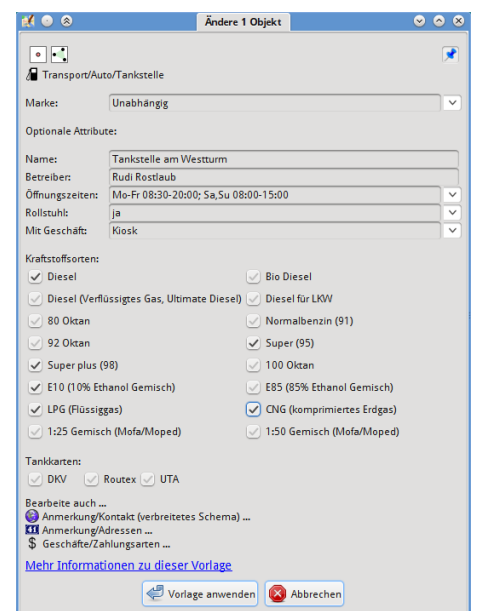 Ändere 1 Objekt
Transport/Auto/Tankstelle
Marke: Unabhängig
Optionale Attribute:
Name: Tankstelle am Westturm
Betreiber: Rudi Rostlaub
Öffnungszeiten: Mo-Fr 08:30-20:00; Sa,Su 08:00-15:00
Rollstuhl: ja
Mit Geschäft: Kiosk
Kraftstoffsorten:
Diesel Bio Diesel
Diesel (Verflüssigtes Gas, Ultimate Diesel) Diesel für LKW
80 Oktan Normalbenzin (91)
92 Oktan Super (95)
Super plus (98) 100 Oktan
E10 (10% Ethanol Gemisch) E85 (85% Ethanol Gemisch)
LPG (Flüssiggas) CNG (komprimiertes Erdgas)
1:25 Gemisch (Mofa/Moped) 1:50 Gemisch (Mofa/Moped)
Tankkarten:
DKV Routex UTA
Bearbeite auch ...
Anmerkung/Kontakt (verbreitetes Schema) ...
Anmerkung/Adressen ...
$ Geschäfte/Zahlungsarten ...
Mehr Informationen zu dieser Vorlage
Vorlage anwenden Abbrechen